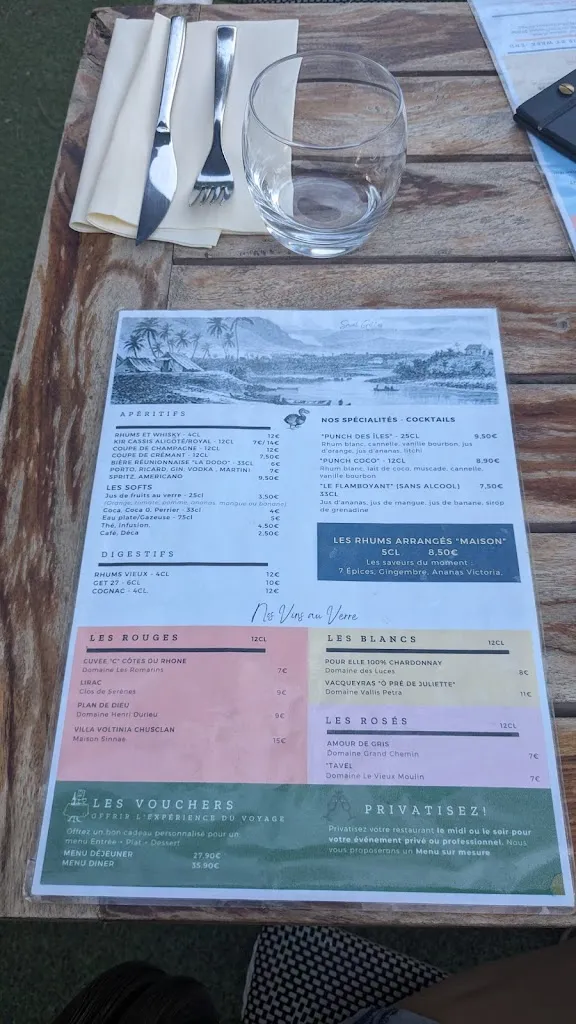 APÉRITIFS
RHUMS ET WHISKY - 4CL 12€
KIR CASSIS ALIGOTÉ/ROYAL - 12CL 7€/14€
COUPE DE CHAMPAGNE - 12CL 12€
COUPE DE CRÉMANT - 12CL 7,50€
BIÈRE RÉUNIONNAISE "LA DODO" - 33CL 6€
PORTO, RICARD, GIN, VODKA , MARTINI 7€
SPRITZ, AMERICANO 9,50€
LES SOFTS
Jus de fruits au verre - 25cl 3,50€
Coca, Coca 0, Perrier - 33cl 4€
Eau plate/Gazeuse - 75cl 5€
Thé, Infusion 4,50€
Café, Déca 2,50€
DIGESTIFS
RHUMS VIEUX - 4CL 12€
GET 27 - 6CL 10€
COGNAC - 4CL 12€
NOS SPÉCIALITÉS - COCKTAILS
"PUNCH DES ÎLES" - 25CL 9,50€
Rhum blanc, cannelle, vanille bourbon, jus
d'orange, jus d'ananas, litchi
"PUNCH COCO" - 12CL 8,90€
Rhum blanc, lais de coco, muscade, cannelle,
vanille bourbon
"LE FLAMBOYANT" (SANS ALCOOL) 7,50€
33CL
Jus d'ananas, jus de mangue, jus de banane, sirop
de grenadine
LES RHUMS ARRANGÉS "MAISON"
5CL 8,50€
Les saveurs du moment :
7 Épices, Gingembre, Ananas Victoria,
Nos Vins au Verre
LES ROUGES 12CL
CUVÉE "C" CÔTES DU RHONE
Domaine Les Romarins 7€
LIRAC
Clos de Serènes 9€
PLAN DE DIEU
Domaine Henri Durieu 9€
VILLA VOLTINIA CHUSCLAN
Maison Sinnae 15€
LES BLANCS 12CL
POUR ELLE 100% CHARDONNAY
Domaine des Luces 8€
VACQUEYRAS "Ô PRÉ DE JULIETTE"
Domaine Vallis Petra 11€
LES ROSÉS 12CL
AMOUR DE GRIS
Domaine Grand Chemin 7€
"TAVEL
Domaine Le Vieux Moulin 7€
LES VOUCHERS
OFFRIR L'EXPÉRIENCE DU VOYAGE
Offrez un bon cadeau personnalisé pour un
menu Entrée + Plat + Dessert
MENU DÉJEUNER 27.90€
MENU DINER 35.90€
PRIVATISEZ!
Privatisez votre restaurant le midi ou le soir pour
votre événement privé ou professionnel. Nous
vous proposerons un Menu sur mesure